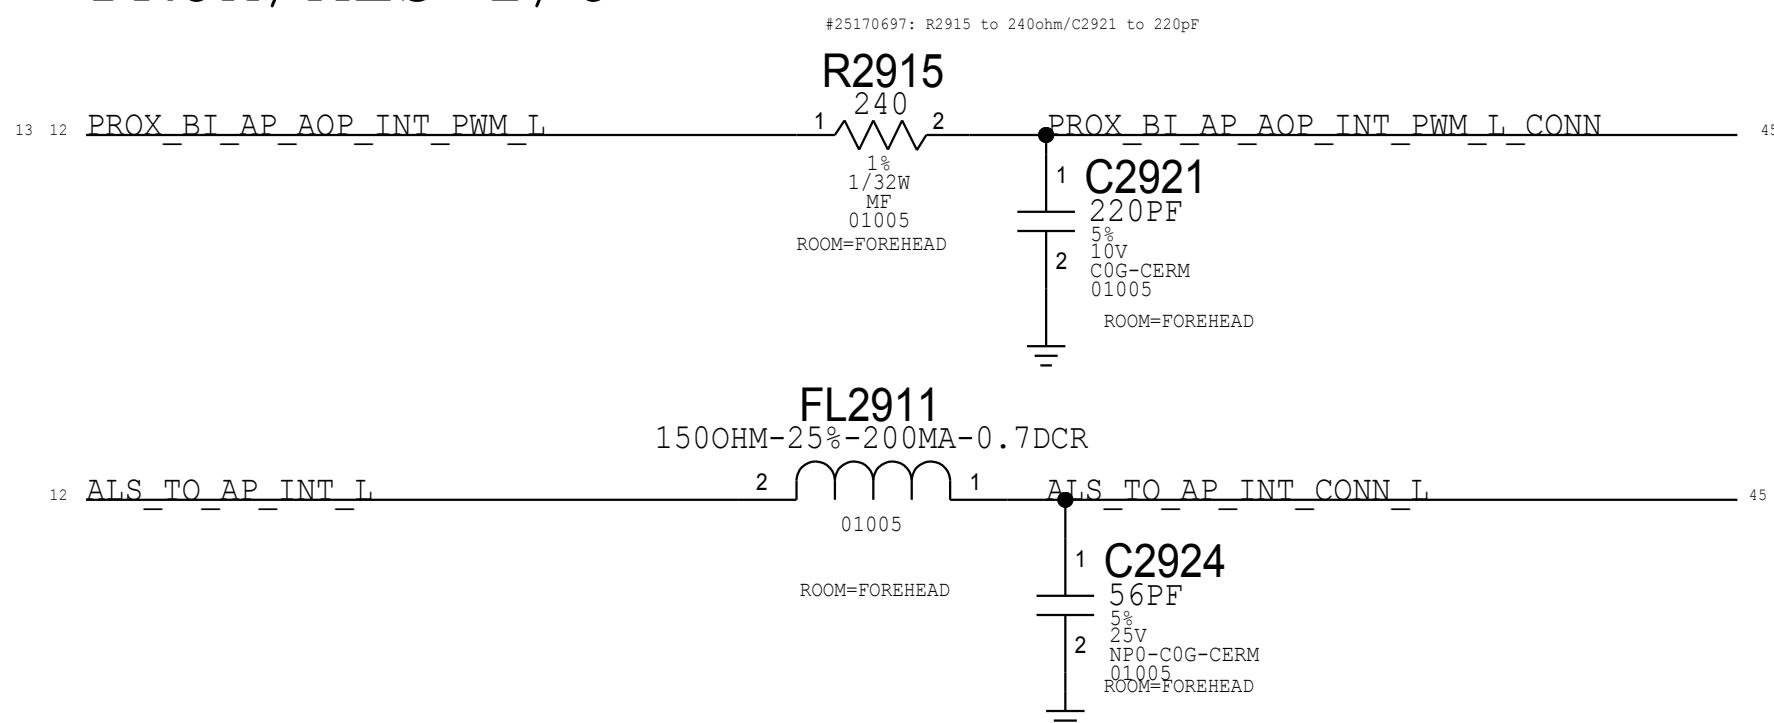 #25170697: R2915 to 240ohm/C2921 to 220pF
R2915
240
13 12 PROX_BI_AP_AOP_INT_PWM_L 1 2 PROX_BI_AP_AOP_INT_PWM_L_CONN 45
1%
1/32W
MF
01005
ROOM=FOREHEAD
1 C2921
220PF
5%
10V
2
C0G-CERM
01005
ROOM=FOREHEAD
FL2911
150OHM-25%-200MA-0.7DCR
12 ALS_TO_AP_INT_L 2 1 ALS_TO_AP_INT_CONN_L 45
01005
ROOM=FOREHEAD
1 C2924
56PF
5%
25V
2
NP0-C0G-CERM
01005
ROOM=FOREHEAD